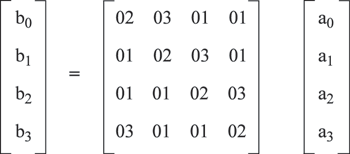 b₀ = 02 03 01 01 a₀
b₁ 01 02 03 01 a₁
b₂ 01 01 02 03 a₂
b₃ 03 01 01 02 a₃